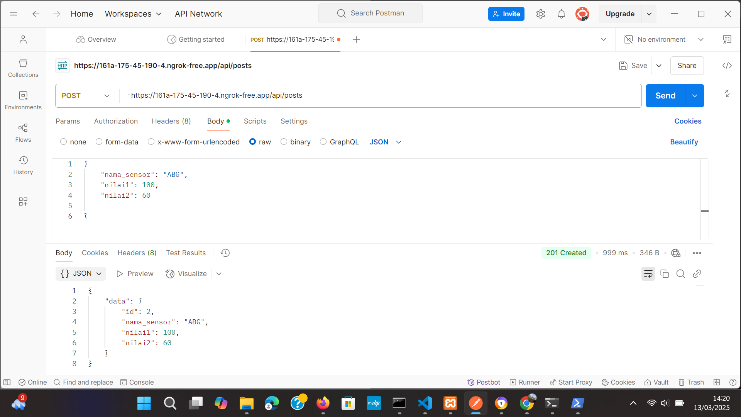 Home Workspaces API Network Search Postman Invite Upgrade
Overview Getting started POST https://161a-175-45-19 No environment
https://161a-175-45-190-4.ngrok-free.app/api/posts Save Share
POST https://161a-175-45-190-4.ngrok-free.app/api/posts Send
Params Authorization Headers (8) Body Scripts Settings Cookies
none form-data x-www-form-urlencoded raw binary GraphQL JSON Beautify
Collections
Environments
Flows
History
1 {
2 "nama_sensor": "ABG",
3 "nilai1": 100,
4 "nilai2": 60
5
6 }
Body Cookies Headers (8) Test Results 201 Created 999 ms 346 B
{} JSON Preview Visualize
1 {
2 "data": {
3 "id": 2,
4 "nama_sensor": "ABG",
5 "nilai1": 100,
6 "nilai2": 60
7 }
8 }
Online Find and replace Console Postbot Runner Start Proxy Cookies Vault Trash
9
14:20
13/03/2025